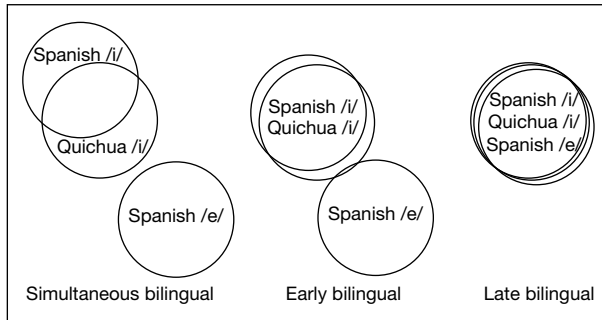 Spanish /i/
Quichua /i/
Spanish /e/
Simultaneous bilingual
Spanish /i/
Quichua /i/
Spanish /e/
Early bilingual
Spanish /i/
Quichua /i/
Spanish /e/
Late bilingual